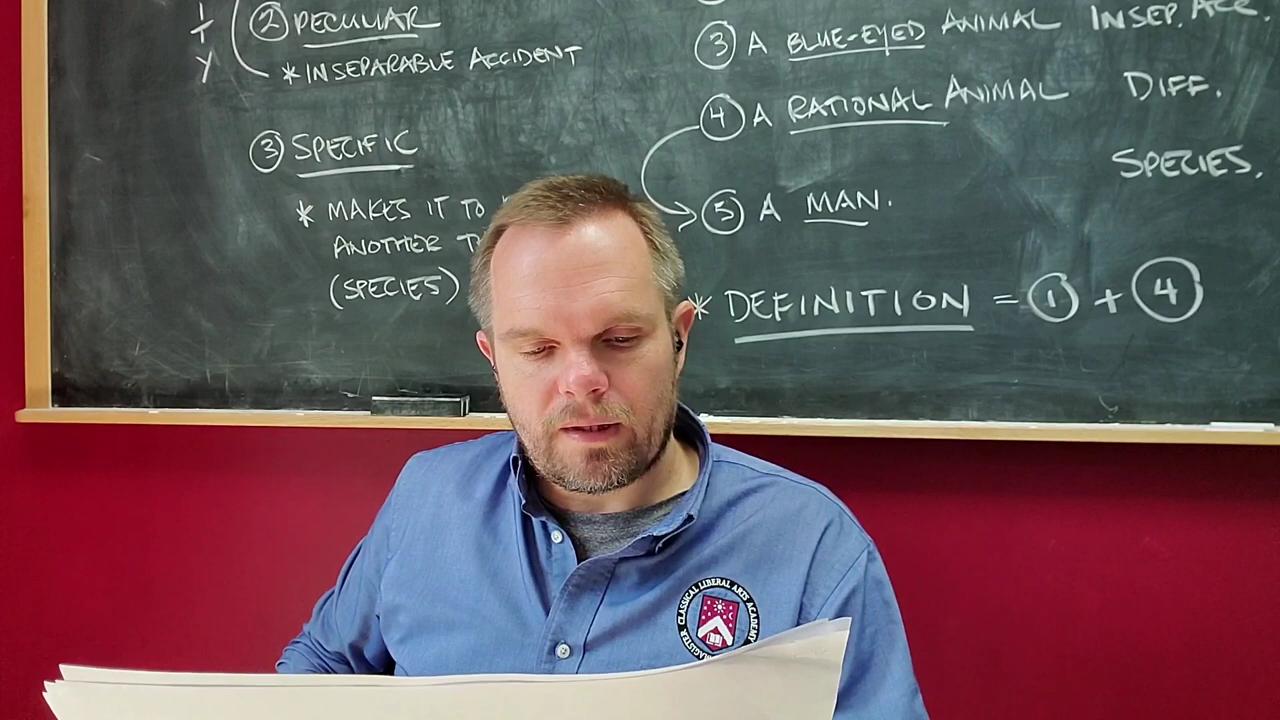 T
Y
② PECULIAR
* INSEPARABLE ACCIDENT
③ SPECIFIC
* MAKES IT TO
ANOTHER
(SPECIES)
③ A BLUE-EYED ANIMAL INSEP. ACC.
④ A RATIONAL ANIMAL DIFF.
SPECIES.
⑤ A MAN.
* DEFINITION = ① + ④
CLASSICAL LIBERAL ARTS ACADEMY
MAGISTER